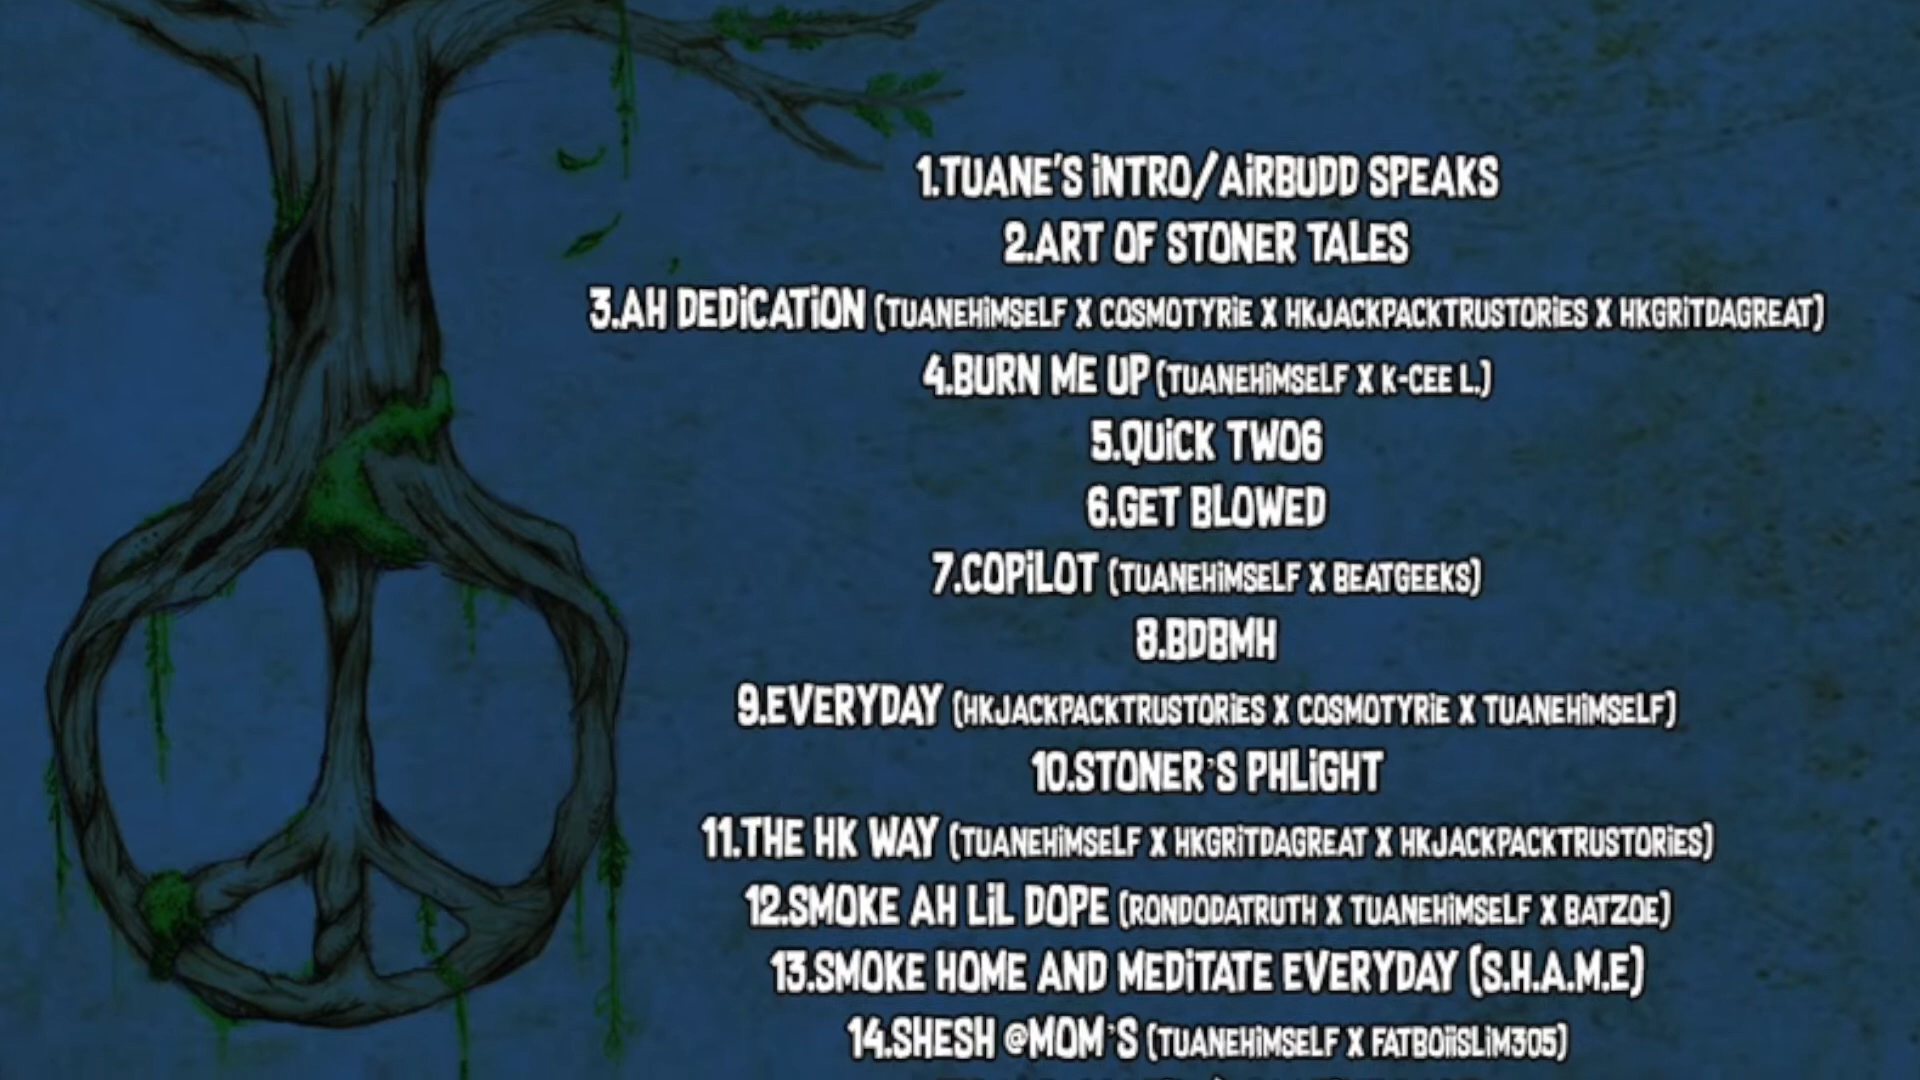 1.TUANE'S iNTRO/AiRBUDD SPEAKS
2.ART OF STONER TALES
3.AH DEDiCATiON (TUANEHiMSELF X COSMOTYRiE X HKJACKPACKTRUSTORiES X HKGRiTDAGREAT)
4.BURN ME UP (TUANEHiMSELF X K-CEE L.)
5.QUiCK TWO6
6.GET BLOWED
7.COPiLOT (TUANEHiMSELF X BEATGEEKS)
8.BDBMH
9.EVERYDAY (HKJACKPACKTRUSTORiES X COSMOTYRiE X TUANEHiMSELF)
10.STONER'S PHLiGHT
11.THE HK WAY (TUANEHiMSELF X HKGRiTDAGREAT X HKJACKPACKTRUSTORiES)
12.SMOKE AH LiL DOPE (RONDODATRUTH X TUANEHiMSELF X BATZOE)
13.SMOKE HOME AND MEDiTATE EVERYDAY (S.H.A.M.E)
14.SHESH @MOM'S (TUANEHiMSELF X FATBOiiSLiM305)